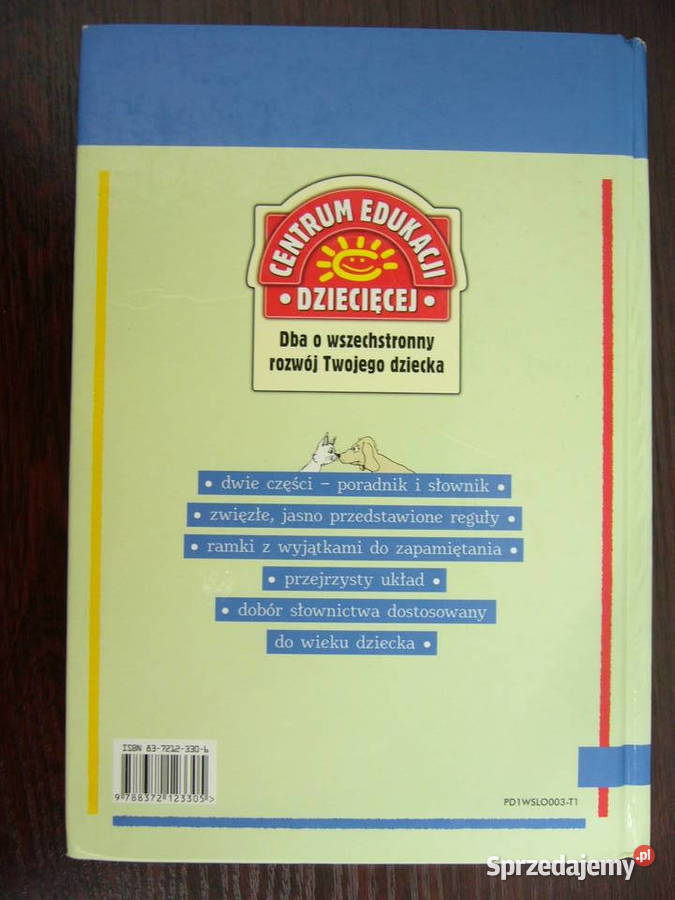 CENTRUM EDUKACJI
• DZIECIĘCEJ •
Dba o wszechstronny
rozwój Twojego dziecka
• dwie części – poradnik i słownik •
• zwięzłe, jasno przedstawione reguły •
• ramki z wyjątkami do zapamiętania •
• przejrzysty układ •
• dobór słownictwa dostosowany
do wieku dziecka •
ISBN 83-7212-330-6
9 788372 123305 >
PD1WSLO003-T1
Sprzedajemy.pl